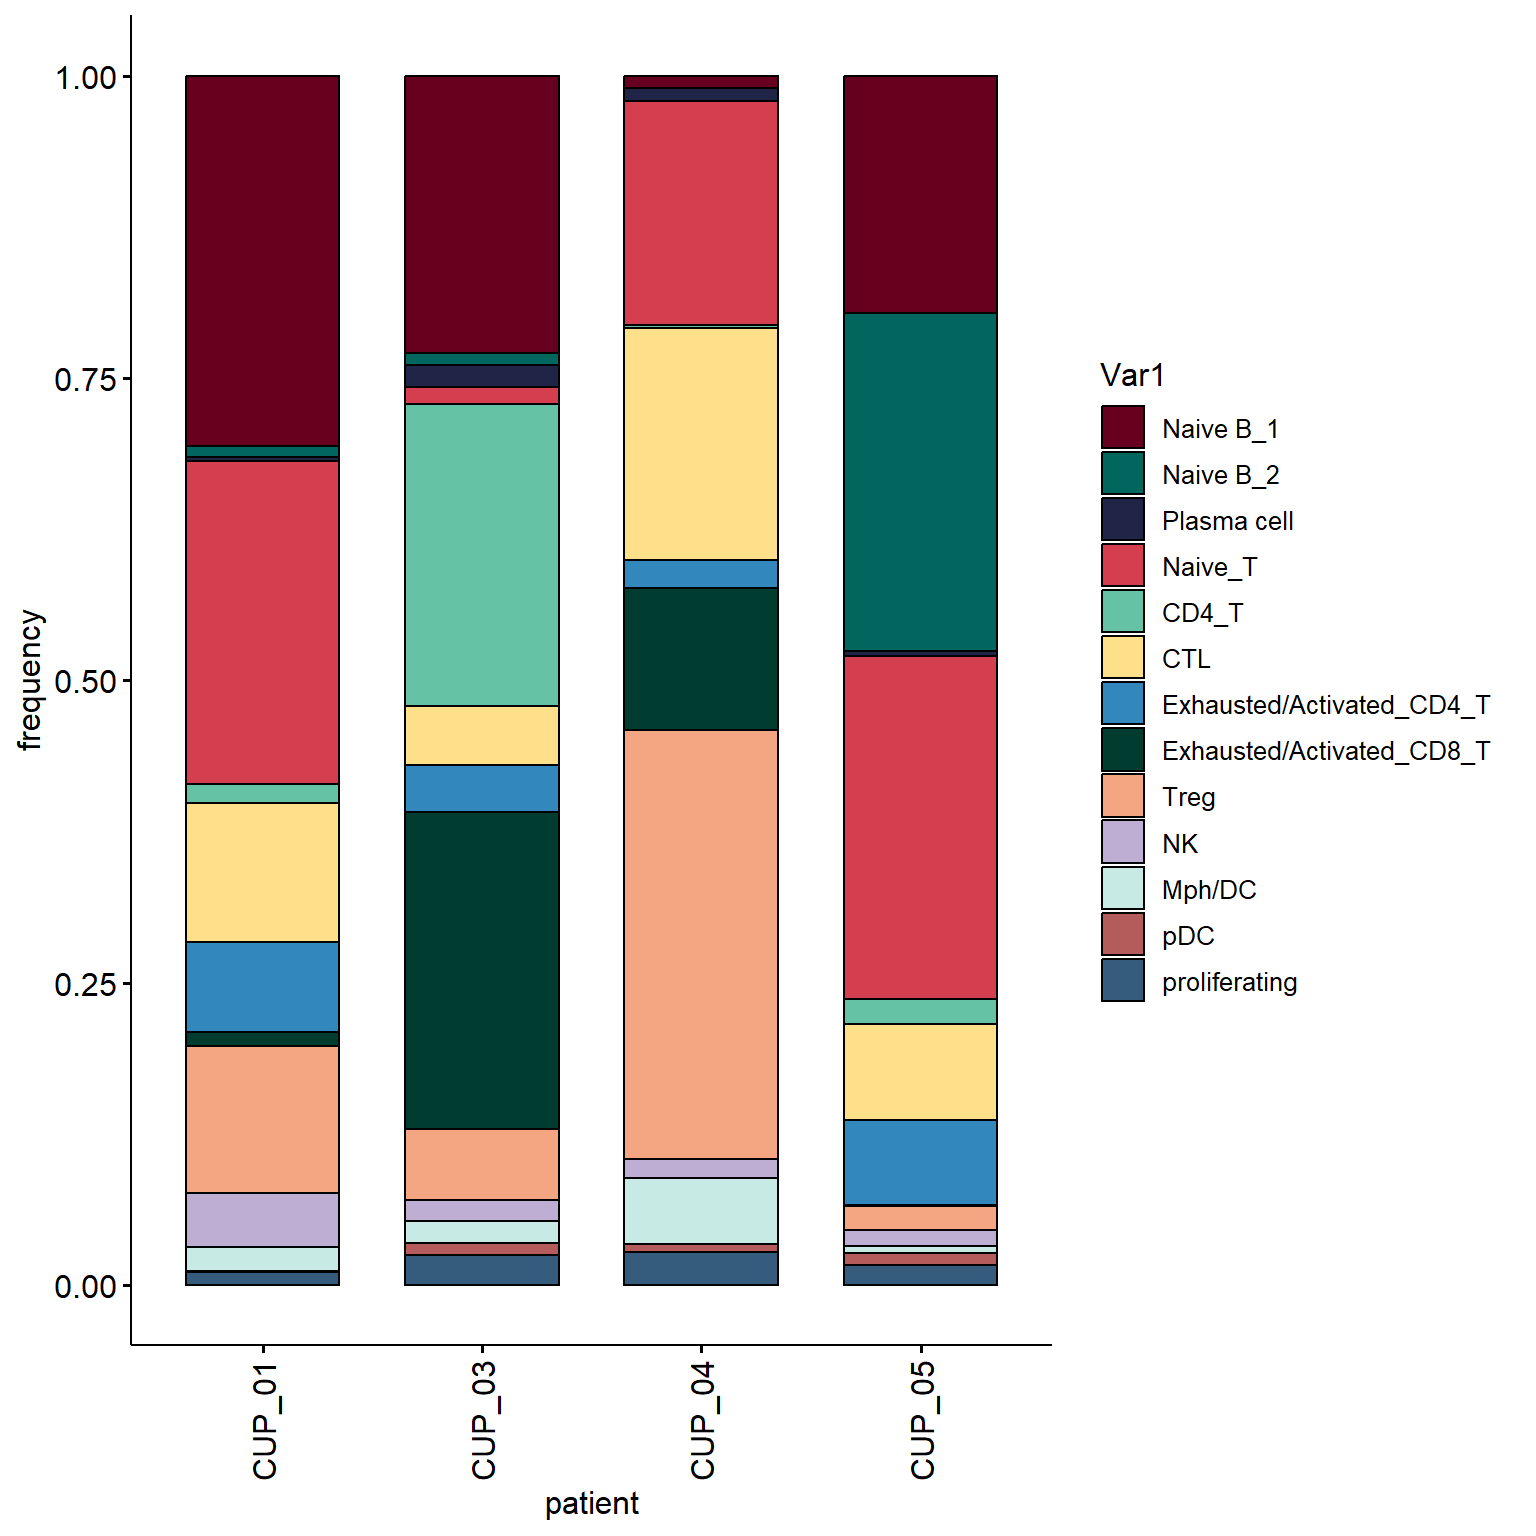 1.00
0.75
0.50
0.25
0.00
frequency
CUP_01
CUP_03
CUP_04
CUP_05
patient
Var1
Naive B_1
Naive B_2
Plasma cell
Naive_T
CD4_T
CTL
Exhausted/Activated_CD4_T
Exhausted/Activated_CD8_T
Treg
NK
Mph/DC
pDC
proliferating